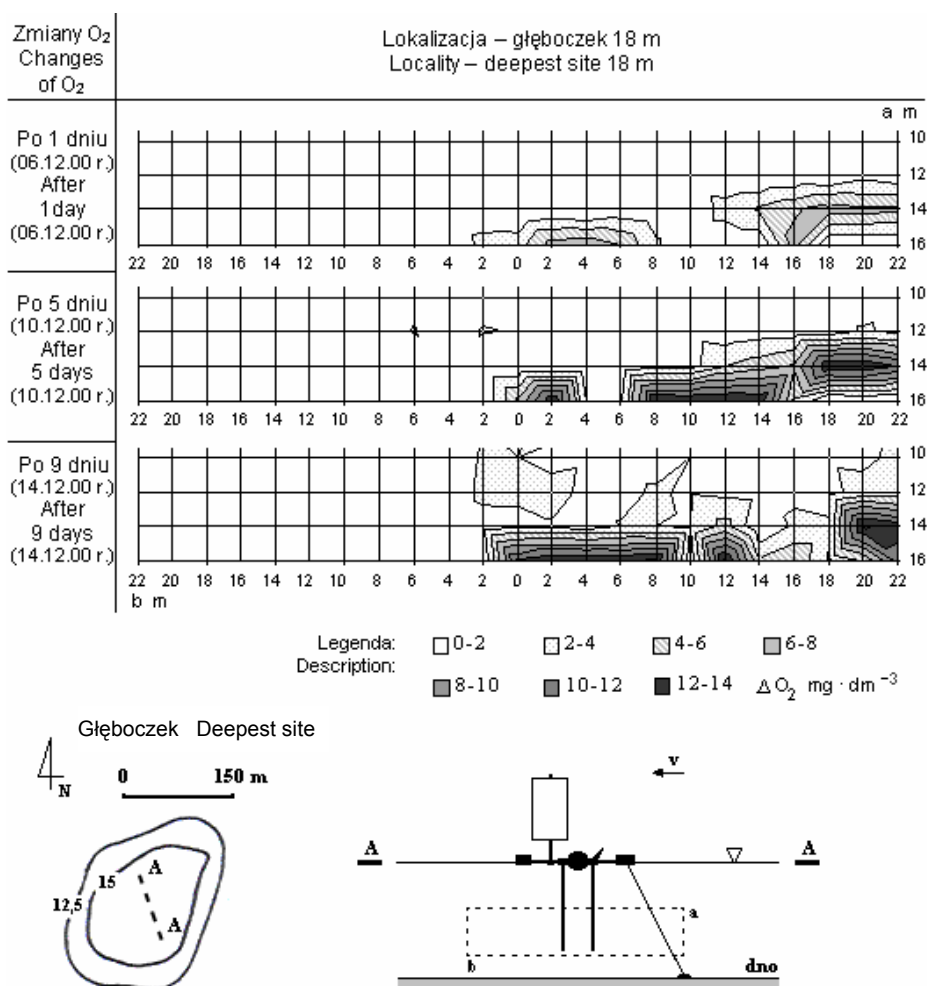 Zmiany O₂
Changes
of O₂
Lokalizacja – głęboczek 18 m
Locality – deepest site 18 m
a m
Po 1 dniu
(06.12.00 r.)
After
1day
(06.12.00 r.)
10
12
14
16
22 20 18 16 14 12 10 8 6 4 2 0 2 4 6 8 10 12 14 16 18 20 22
Po 5 dniu
(10.12.00 r.)
After
5 days
(10.12.00 r.)
10
12
14
16
22 20 18 16 14 12 10 8 6 4 2 0 2 4 6 8 10 12 14 16 18 20 22
Po 9 dniu
(14.12.00 r.)
After
9 days
(14.12.00 r.)
10
12
14
16
22 20 18 16 14 12 10 8 6 4 2 0 2 4 6 8 10 12 14 16 18 20 22
b m
Legenda: 0-2 2-4 4-6 6-8
Description:
8-10 10-12 12-14 Δ O₂ mg · dm⁻³
Głęboczek Deepest site
N
0 150 m
A
15
12,5
A
v
A A
a
b
dno